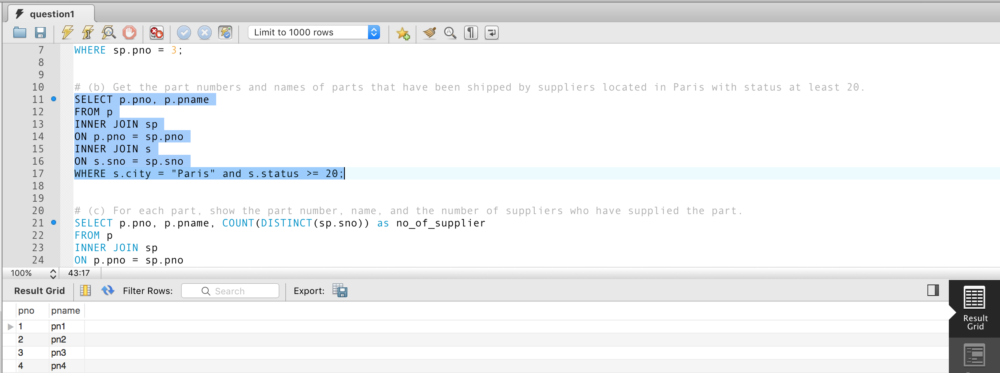 question1
Limit to 1000 rows
7 WHERE sp.pno = 3;
8
9
10 # (b) Get the part numbers and names of parts that have been shipped by suppliers located in Paris with status at least 20.
11 SELECT p.pno, p.pname
12 FROM p
13 INNER JOIN sp
14 ON p.pno = sp.pno
15 INNER JOIN s
16 ON s.sno = sp.sno
17 WHERE s.city = "Paris" and s.status >= 20;
18
19
20 # (c) For each part, show the part number, name, and the number of suppliers who have supplied the part.
21 SELECT p.pno, p.pname, COUNT(DISTINCT(sp.sno)) as no_of_supplier
22 FROM p
23 INNER JOIN sp
24 ON p.pno = sp.pno
100% 43:17
Result Grid Filter Rows: Search Export:
pno pname
1 pn1
2 pn2
3 pn3
4 pn4
Result
Grid